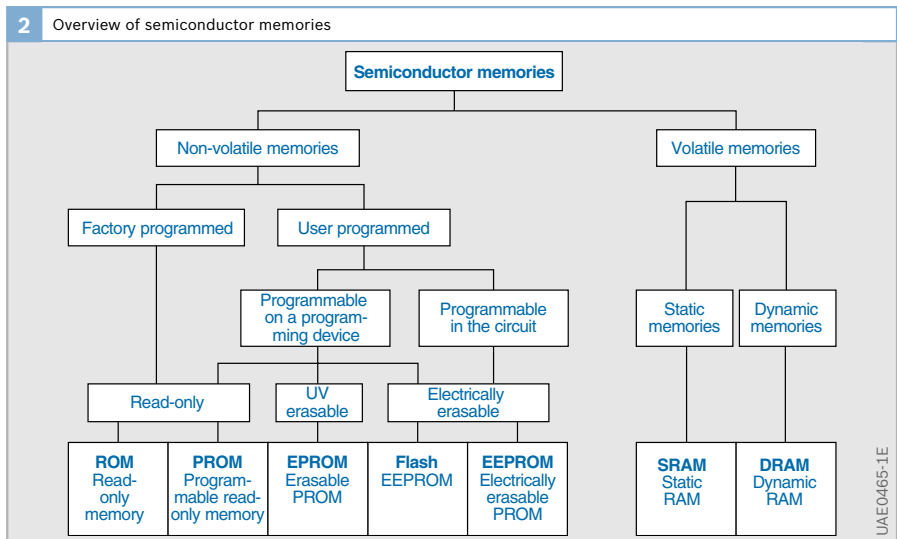 2 Overview of semiconductor memories
Semiconductor memories
Non-volatile memories
Volatile memories
Factory programmed
User programmed
Programmable
on a program-
ming device
Programmable
in the circuit
Static
memories
Dynamic
memories
Read-only
UV
erasable
Electrically
erasable
ROM
Read-
only
memory
PROM
Program-
mable read-
only memory
EPROM
Erasable
PROM
Flash
EEPROM
EEPROM
Electrically
erasable
PROM
SRAM
Static
RAM
DRAM
Dynamic
RAM
UAE0465-1E